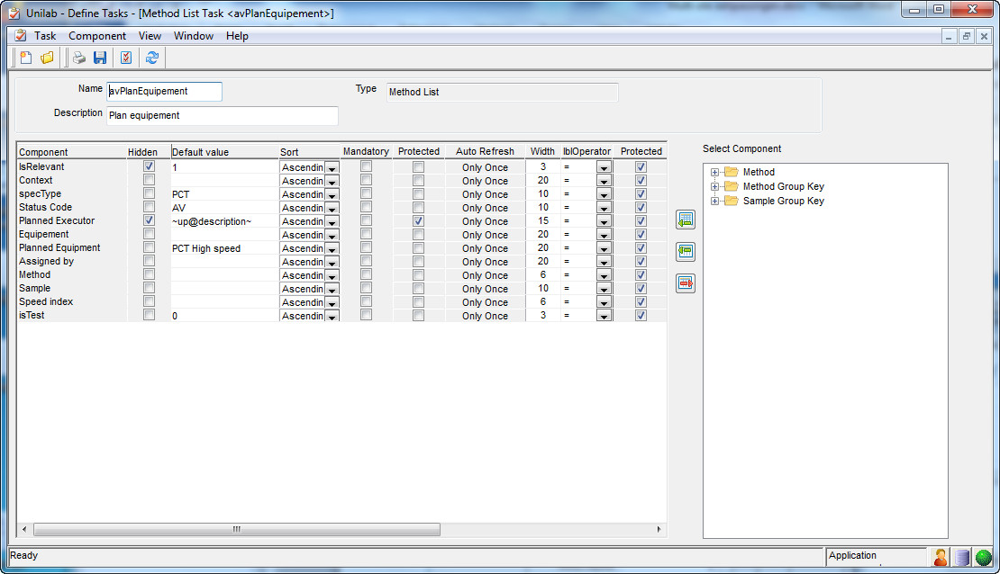 Unilab - Define Tasks - [Method List Task <avPlanEquipement>]
Task Component View Window Help
Name avPlanEquipement Type Method List
Description Plan equipement
Component Hidden Default value Sort Mandatory Protected Auto Refresh Width lblOperator Protected
IsRelevant 1 Ascendin Only Once 3 =
Context Ascendin Only Once 20 =
specType PCT Ascendin Only Once 10 =
Status Code AV Ascendin Only Once 10 =
Planned Executor ~up@description~ Ascendin Only Once 15 =
Equipement Ascendin Only Once 20 =
Planned Equipment PCT High speed Ascendin Only Once 20 =
Assigned by Ascendin Only Once 20 =
Method Ascendin Only Once 6 =
Sample Ascendin Only Once 10 =
Speed index Ascendin Only Once 6 =
isTest 0 Ascendin Only Once 3 =
Select Component
Method
Method Group Key
Sample Group Key
Ready Application